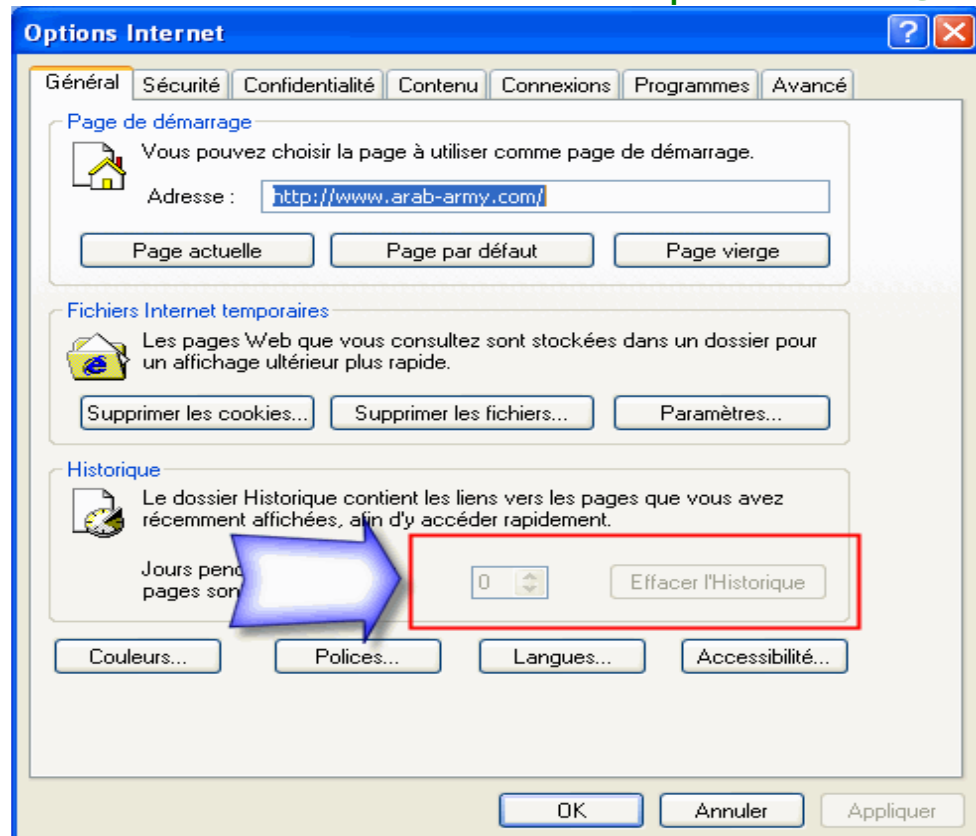 Options Internet
Général Sécurité Confidentialité Contenu Connexions Programmes Avancé
Page de démarrage
Vous pouvez choisir la page à utiliser comme page de démarrage.
Adresse : http://www.arab-army.com/
Page actuelle Page par défaut Page vierge
Fichiers Internet temporaires
Les pages Web que vous consultez sont stockées dans un dossier pour
un affichage ultérieur plus rapide.
Supprimer les cookies... Supprimer les fichiers... Paramètres...
Historique
Le dossier Historique contient les liens vers les pages que vous avez
récemment affichées, afin d'y accéder rapidement.
Jours
pages
0 Effacer l'Historique
Couleurs... Polices... Langues... Accessibilité...
OK Annuler Appliquer